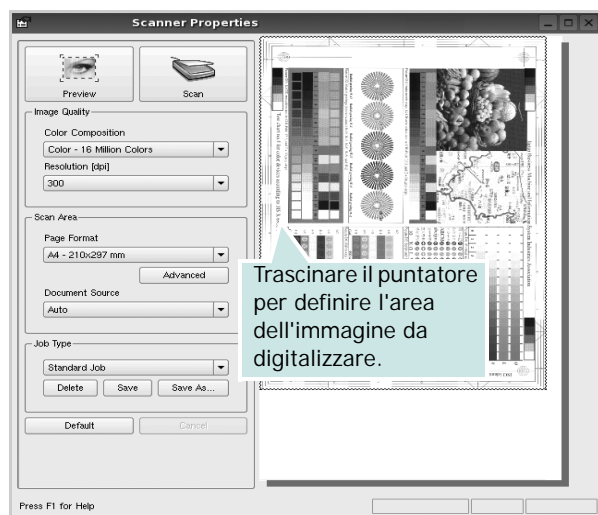 Scanner Properties
Preview
Scan
Image Quality
Color Composition
Color - 16 Million Colors
Resolution [dpi]
300
Scan Area
Page Format
A4 - 210x297 mm
Advanced
Document Source
Auto
Job Type
Standard Job
Delete
Save
Save As...
Default
Cancel
Press F1 for Help
Trascinare il puntatore
per definire l'area
dell'immagine da
digitalizzare.